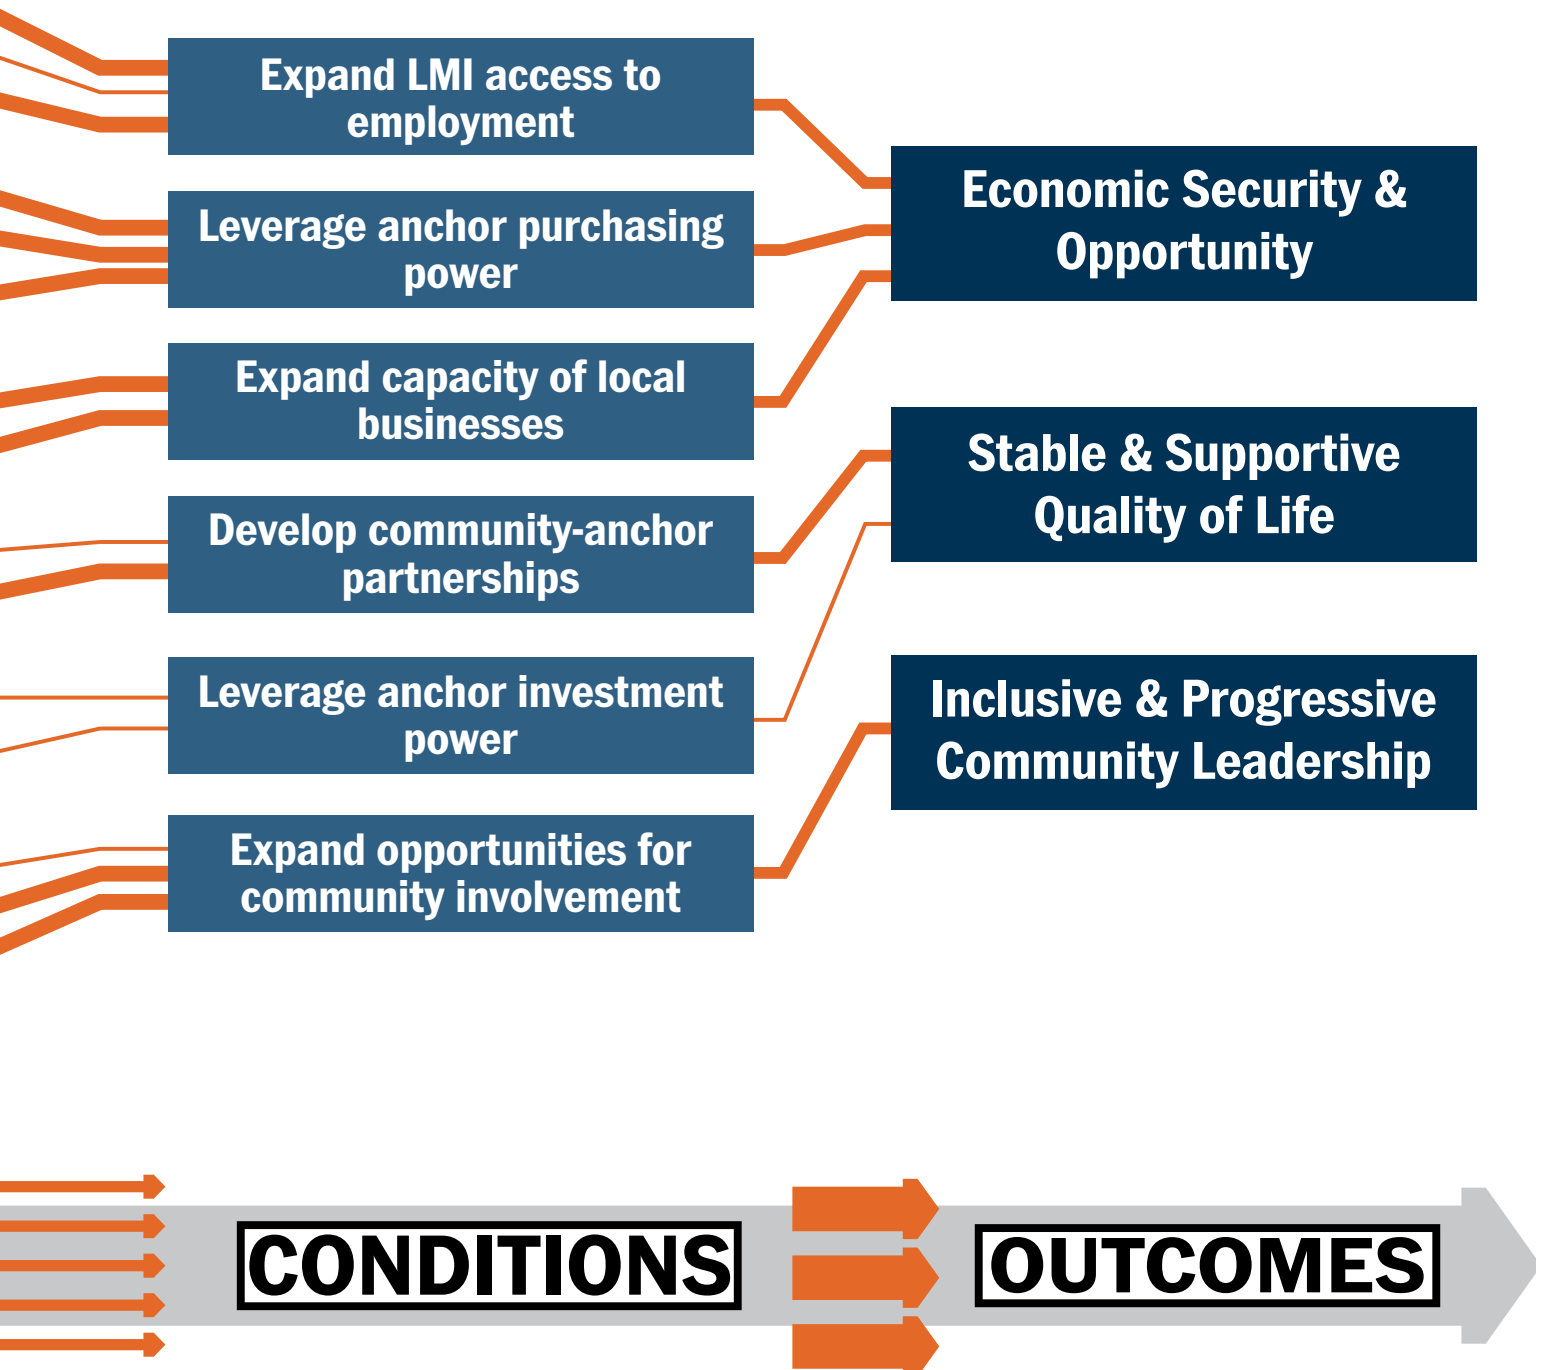 Expand LMI access to
employment
Leverage anchor purchasing
power
Expand capacity of local
businesses
Develop community-anchor
partnerships
Leverage anchor investment
power
Expand opportunities for
community involvement
Economic Security &
Opportunity
Stable & Supportive
Quality of Life
Inclusive & Progressive
Community Leadership
CONDITIONS
OUTCOMES